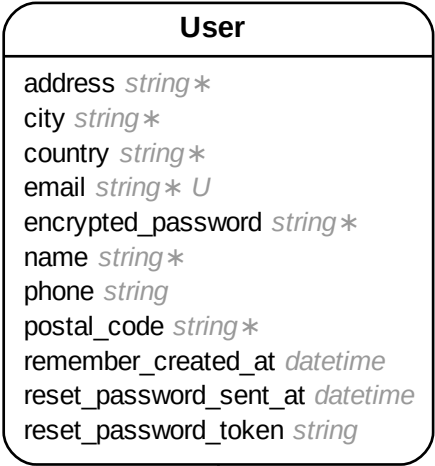 User
address string∗
city string∗
country string∗
email string∗ U
encrypted_password string∗
name string∗
phone string
postal_code string∗
remember_created_at datetime
reset_password_sent_at datetime
reset_password_token string